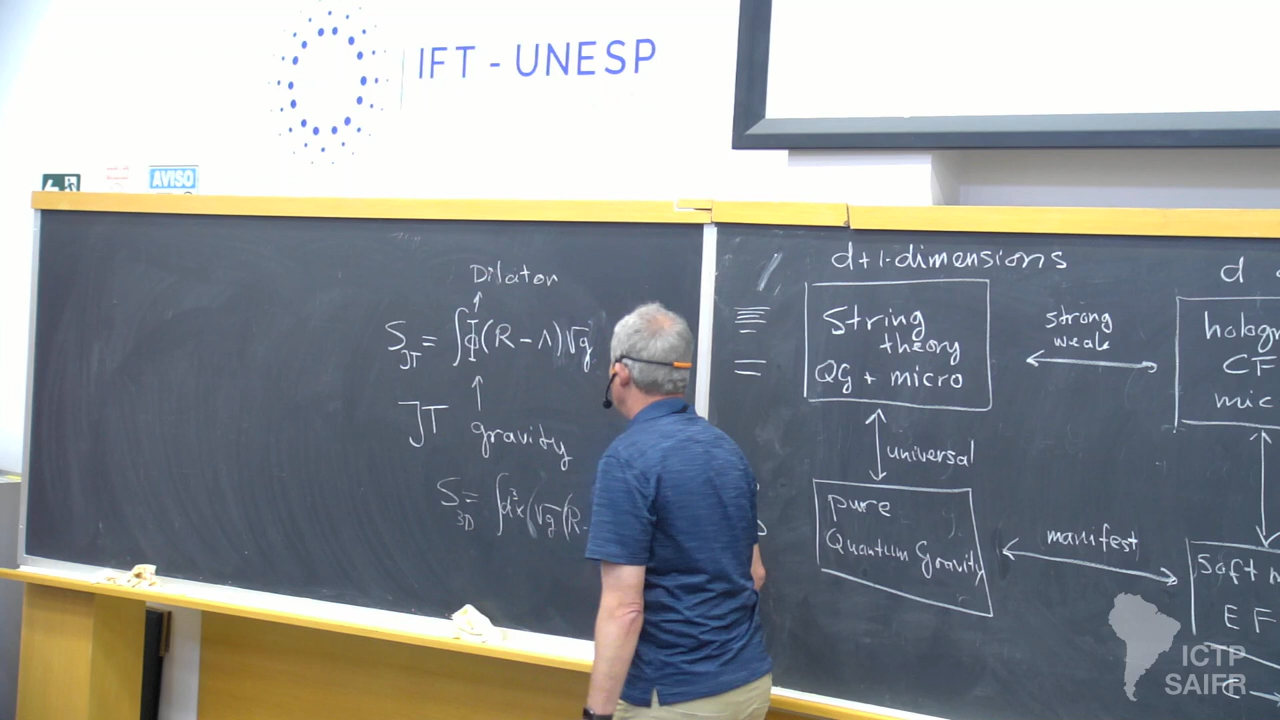 IFT - UNESP
AVISO
Dilaton
S_JT = ∫Φ(R - Λ)√g
JT gravity
S_3D = ∫d³x(√g(R-
d+1-dimensions
String
theory
QG + micro
strong
weak
d
holog
CF
mic
universal
pure
Quantum Gravity
manifest
Soft
EF
C
ICTP
SAIFR